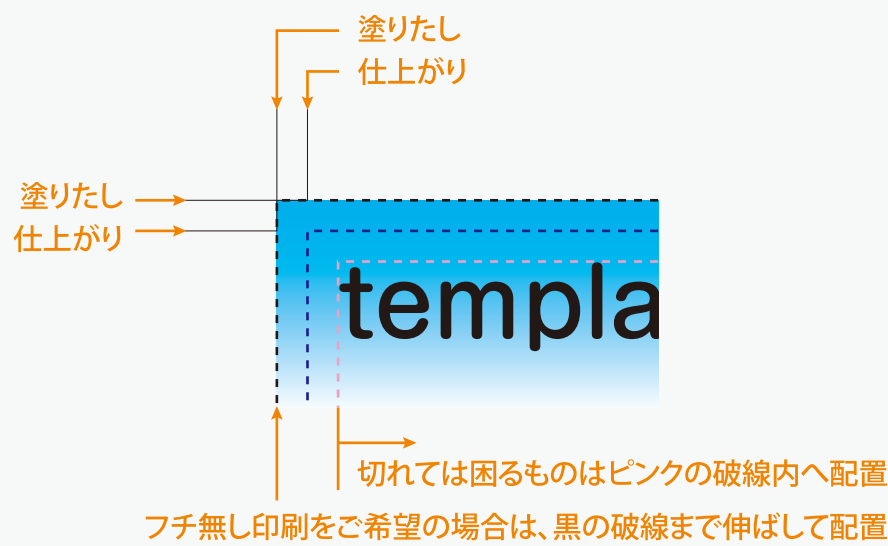 塗りたし
仕上がり
塗りたし
仕上がり
templa
切れては困るものはピンクの破線内へ配置
フチ無し印刷をご希望の場合は、黒の破線まで伸ばして配置